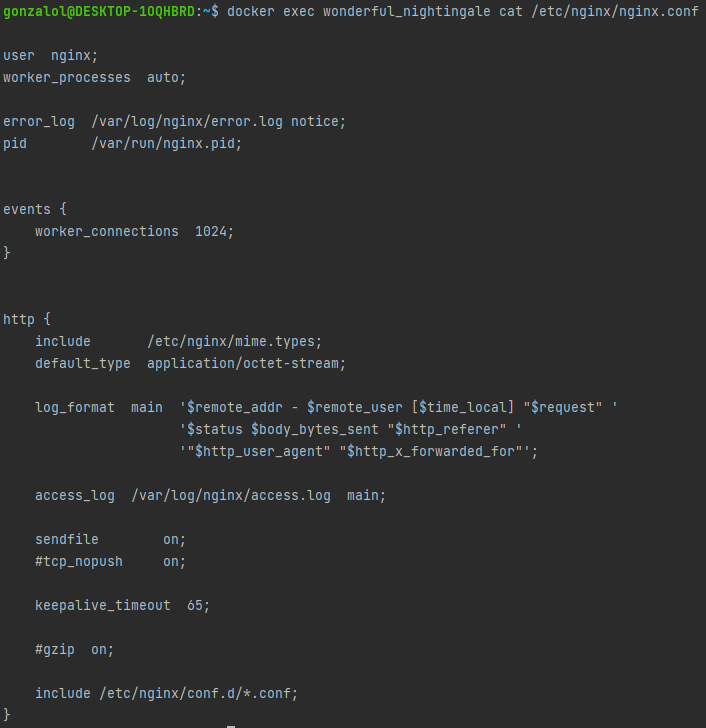 gonzalol@DESKTOP-1OQHBRD:~$ docker exec wonderful_nightingale cat /etc/nginx/nginx.conf

user  nginx;
worker_processes  auto;

error_log  /var/log/nginx/error.log notice;
pid        /var/run/nginx.pid;


events {
    worker_connections  1024;
}


http {
    include       /etc/nginx/mime.types;
    default_type  application/octet-stream;

    log_format  main  '$remote_addr - $remote_user [$time_local] "$request" '
                      '$status $body_bytes_sent "$http_referer" '
                      '"$http_user_agent" "$http_x_forwarded_for"';

    access_log  /var/log/nginx/access.log  main;

    sendfile        on;
    #tcp_nopush     on;

    keepalive_timeout  65;

    #gzip  on;

    include /etc/nginx/conf.d/*.conf;
}